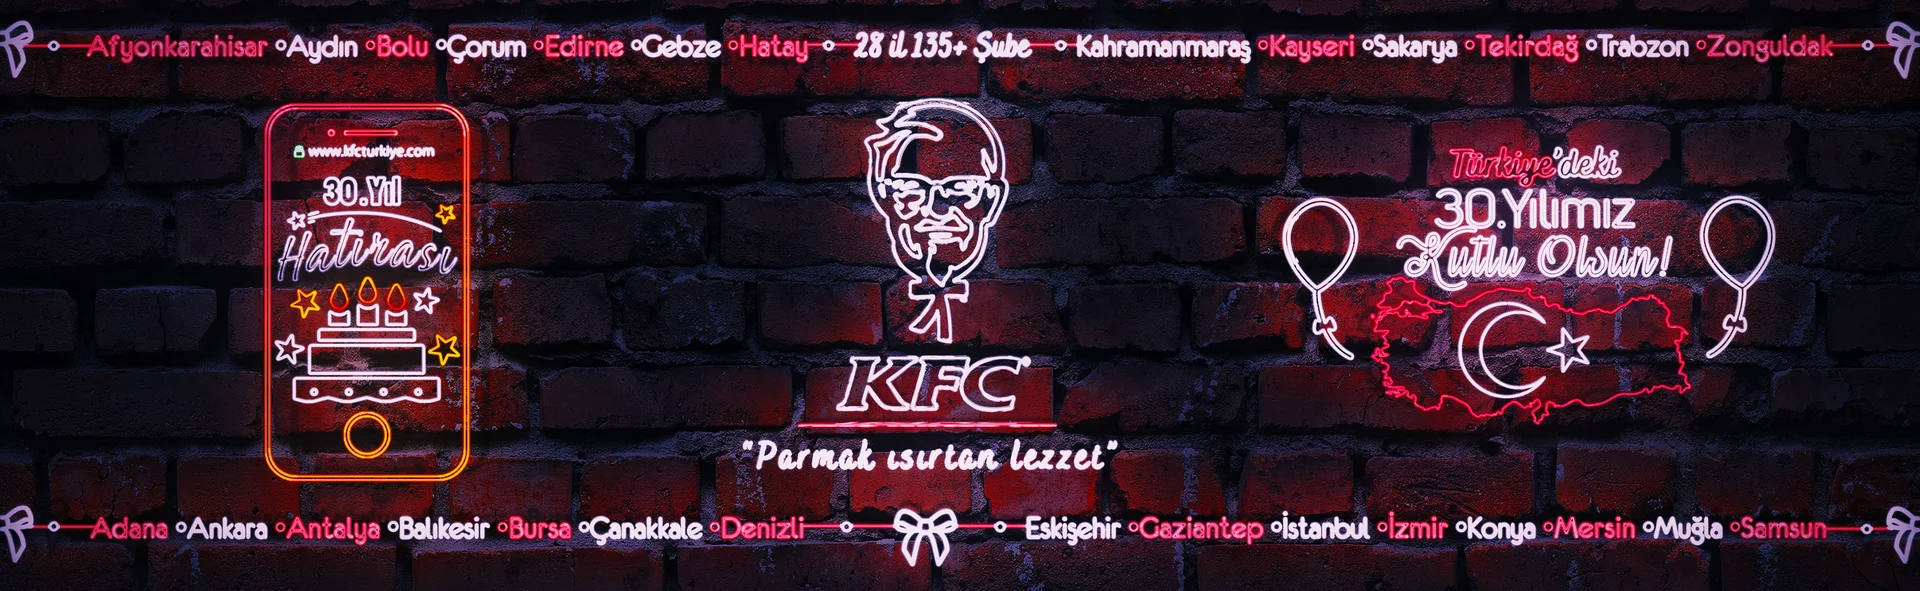 Afyonkarahisar Aydın Bolu Çorum Edirne Gebze Hatay 28 il 135+ Şube Kahramanmaraş Kayseri Sakarya Tekirdağ Trabzon Zonguldak
www.kfcturkiye.com
30.Yıl
Hatırası
KFC
"Parmak ısırtan lezzet"
Türkiye'deki
30.Yılımız
Kutlu Olsun!
Adana Ankara Antalya Balıkesir Bursa Çanakkale Denizli Eskişehir Gaziantep İstanbul İzmir Konya Mersin Muğla Samsun